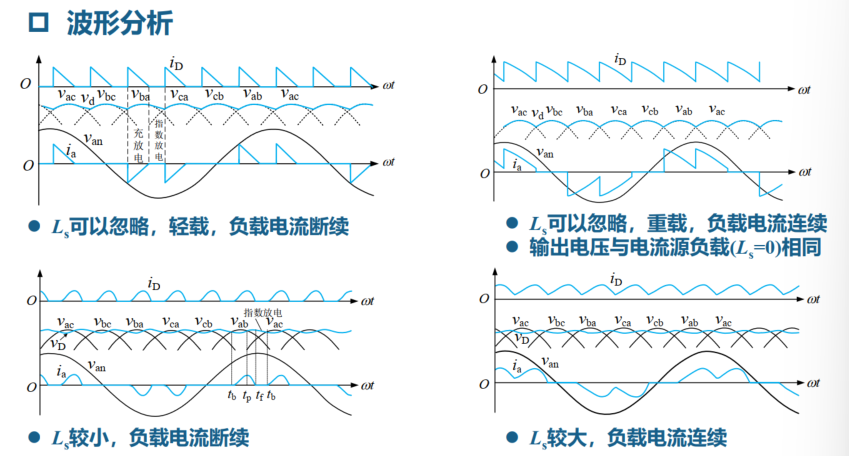 波形分析
iD
O
ωt
vac vd vbc vba vca vcb vab vac
充放电
指数放电
van
ia
O
ωt
Ls可以忽略，轻载，负载电流断续
iD
O
ωt
vac vd vbc vba vca vcb vab vac
van
ia
O
ωt
Ls可以忽略，重载，负载电流连续
输出电压与电流源负载(Ls=0)相同
iD
O
ωt
指数放电
vac vbc vba vca vcb vab vac
vD
van
ia
O
ωt
tb tp tf tb
Ls较小，负载电流断续
iD
O
ωt
vac vbc vba vca vcb vab vac
vD
van
ia
O
ωt
Ls较大，负载电流连续